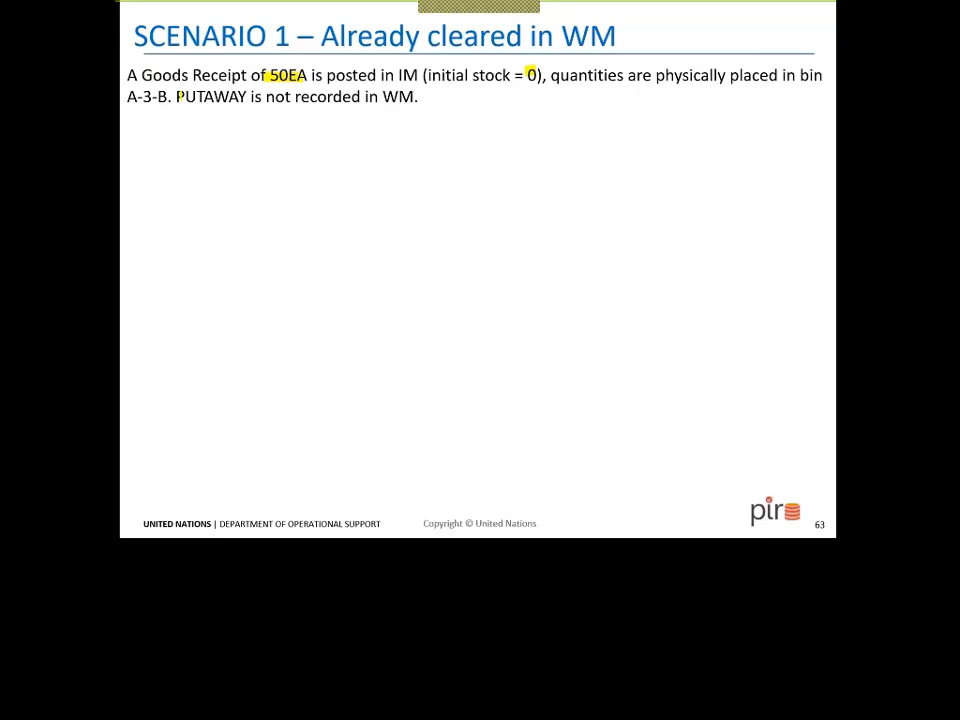 SCENARIO 1 – Already cleared in WM
A Goods Receipt of 50EA is posted in IM (initial stock = 0), quantities are physically placed in bin
A-3-B. PUTAWAY is not recorded in WM.
UNITED NATIONS | DEPARTMENT OF OPERATIONAL SUPPORT
Copyright © United Nations
pir
63